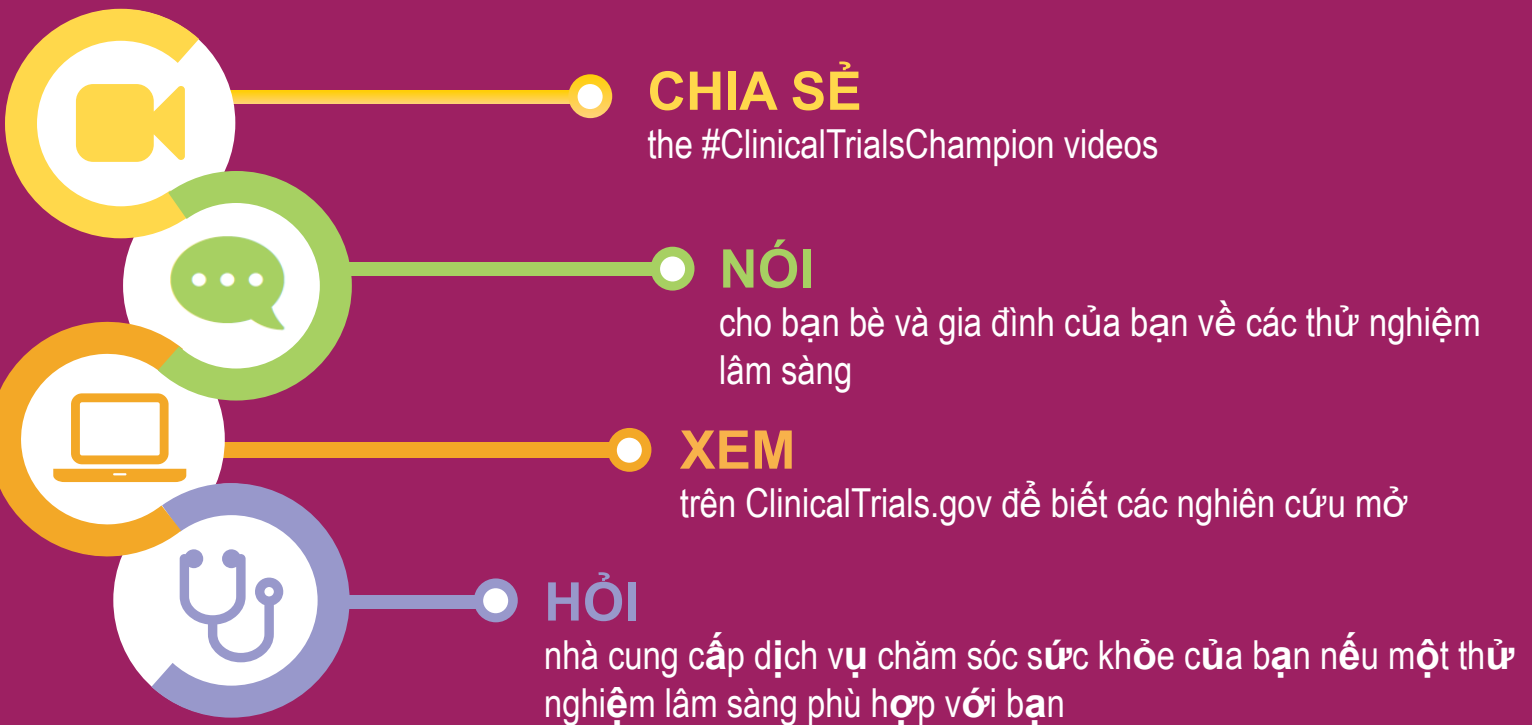 CHIA SẺ
the #ClinicalTrialsChampion videos
NÓI
cho bạn bè và gia đình của bạn về các thử nghiệm
lâm sàng
XEM
trên ClinicalTrials.gov để biết các nghiên cứu mở
HỎI
nhà cung cấp dịch vụ chăm sóc sức khỏe của bạn nếu một thử
nghiệm lâm sàng phù hợp với bạn